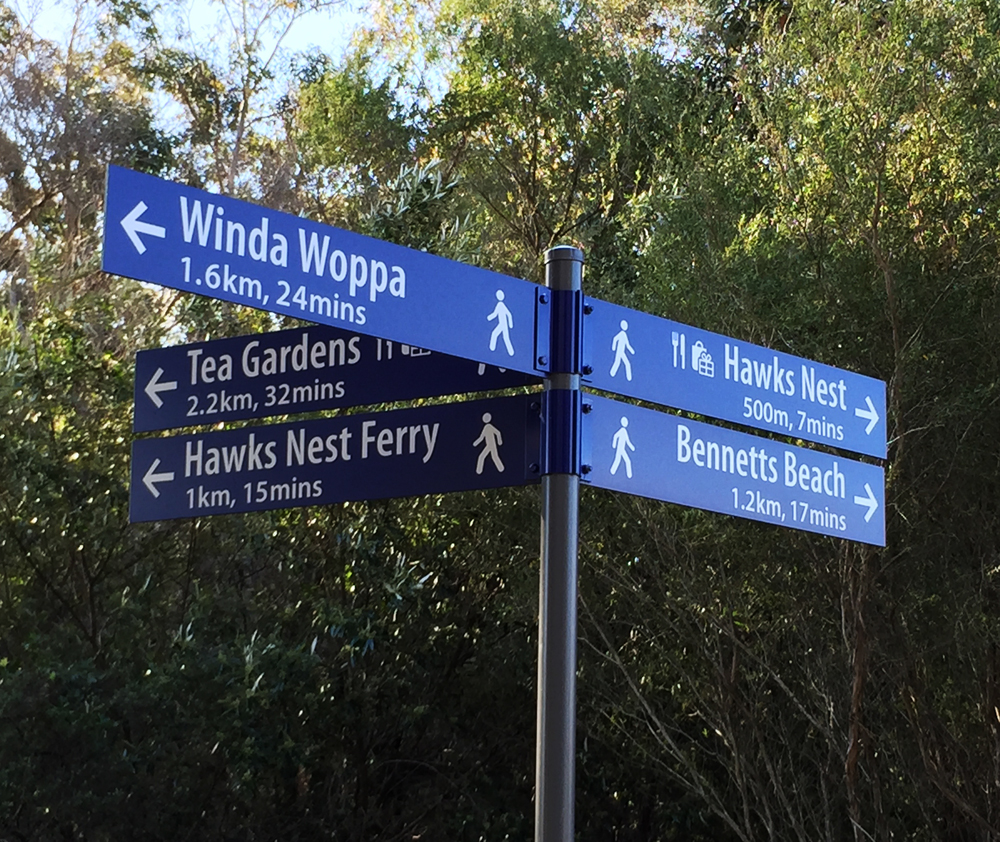 Winda Woppa
1.6km, 24mins
Tea Gardens
2.2km, 32mins
Hawks Nest Ferry
1km, 15mins
Hawks Nest
500m, 7mins
Bennetts Beach
1.2km, 17mins